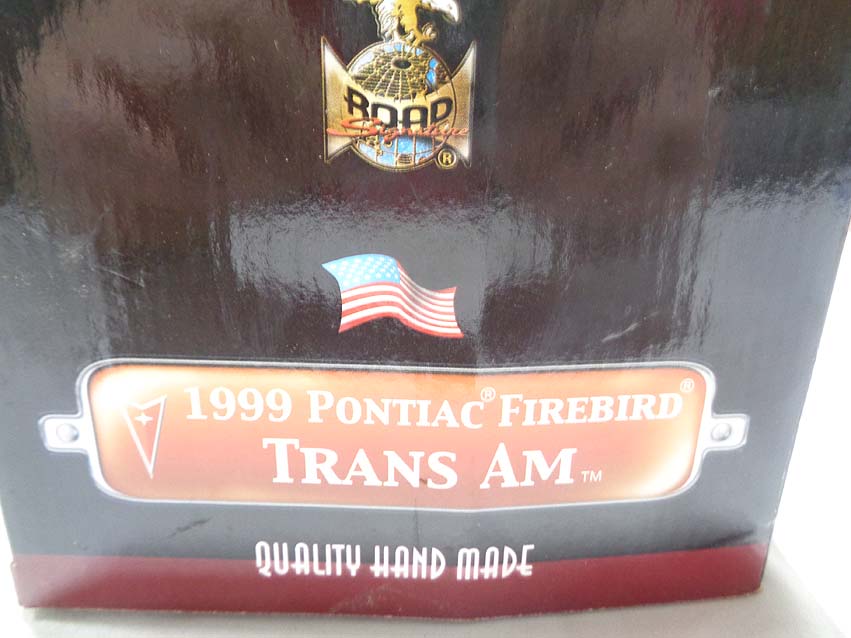 ROAD
Signature ®
1999 PONTIAC® FIREBIRD®
TRANS AM™
QUALITY HAND MADE